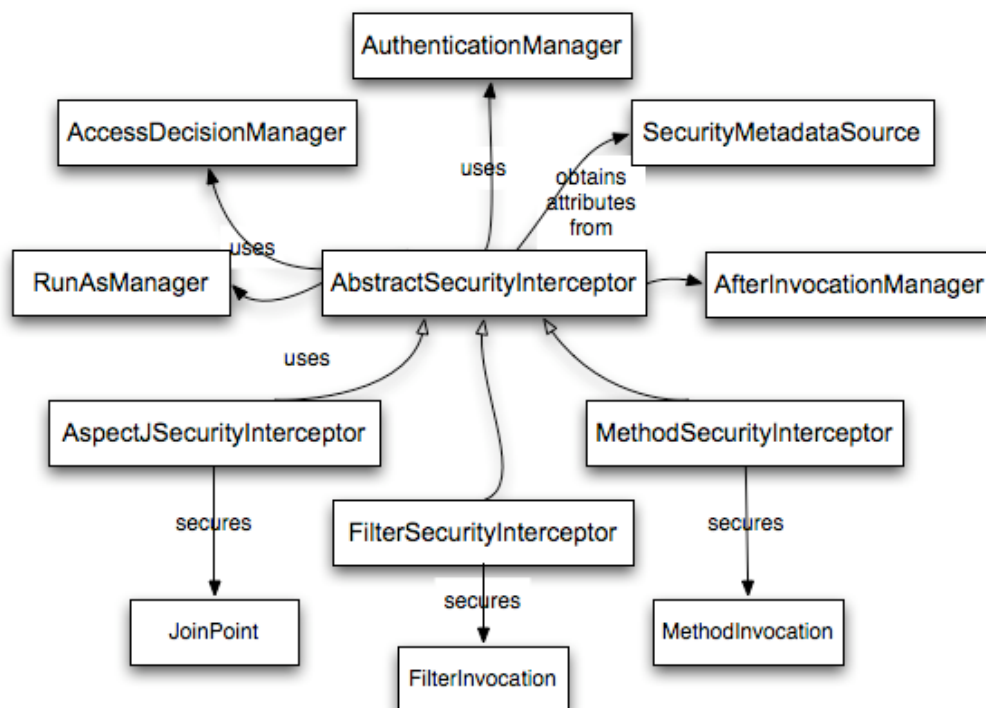 AuthenticationManager
AccessDecisionManager
SecurityMetadataSource
uses
obtains
attributes
from
uses
RunAsManager
AbstractSecurityInterceptor
AfterInvocationManager
uses
AspectJSecurityInterceptor
MethodSecurityInterceptor
secures
FilterSecurityInterceptor
secures
secures
JoinPoint
MethodInvocation
FilterInvocation